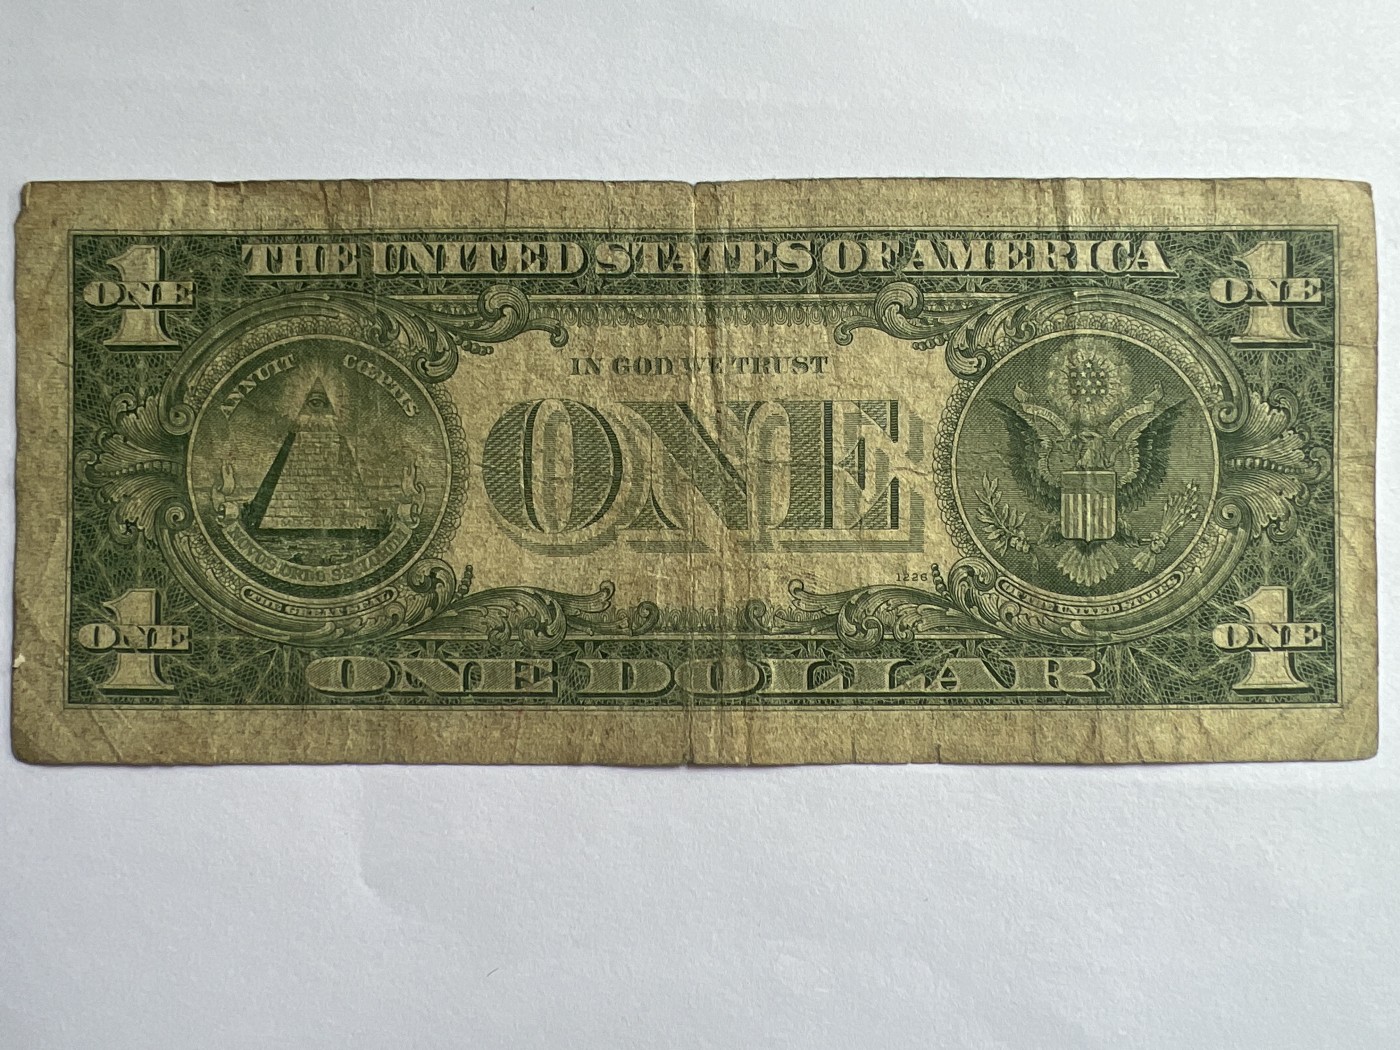 1 ONE
THE UNITED STATES OF AMERICA
1 ONE
ANNUIT CŒPTIS
NOVUS ORDO SECLORUM
THE GREAT SEAL
IN GOD WE TRUST
ONE
1226
OF THE UNITED STATES
1 ONE
ONE DOLLAR
1 ONE